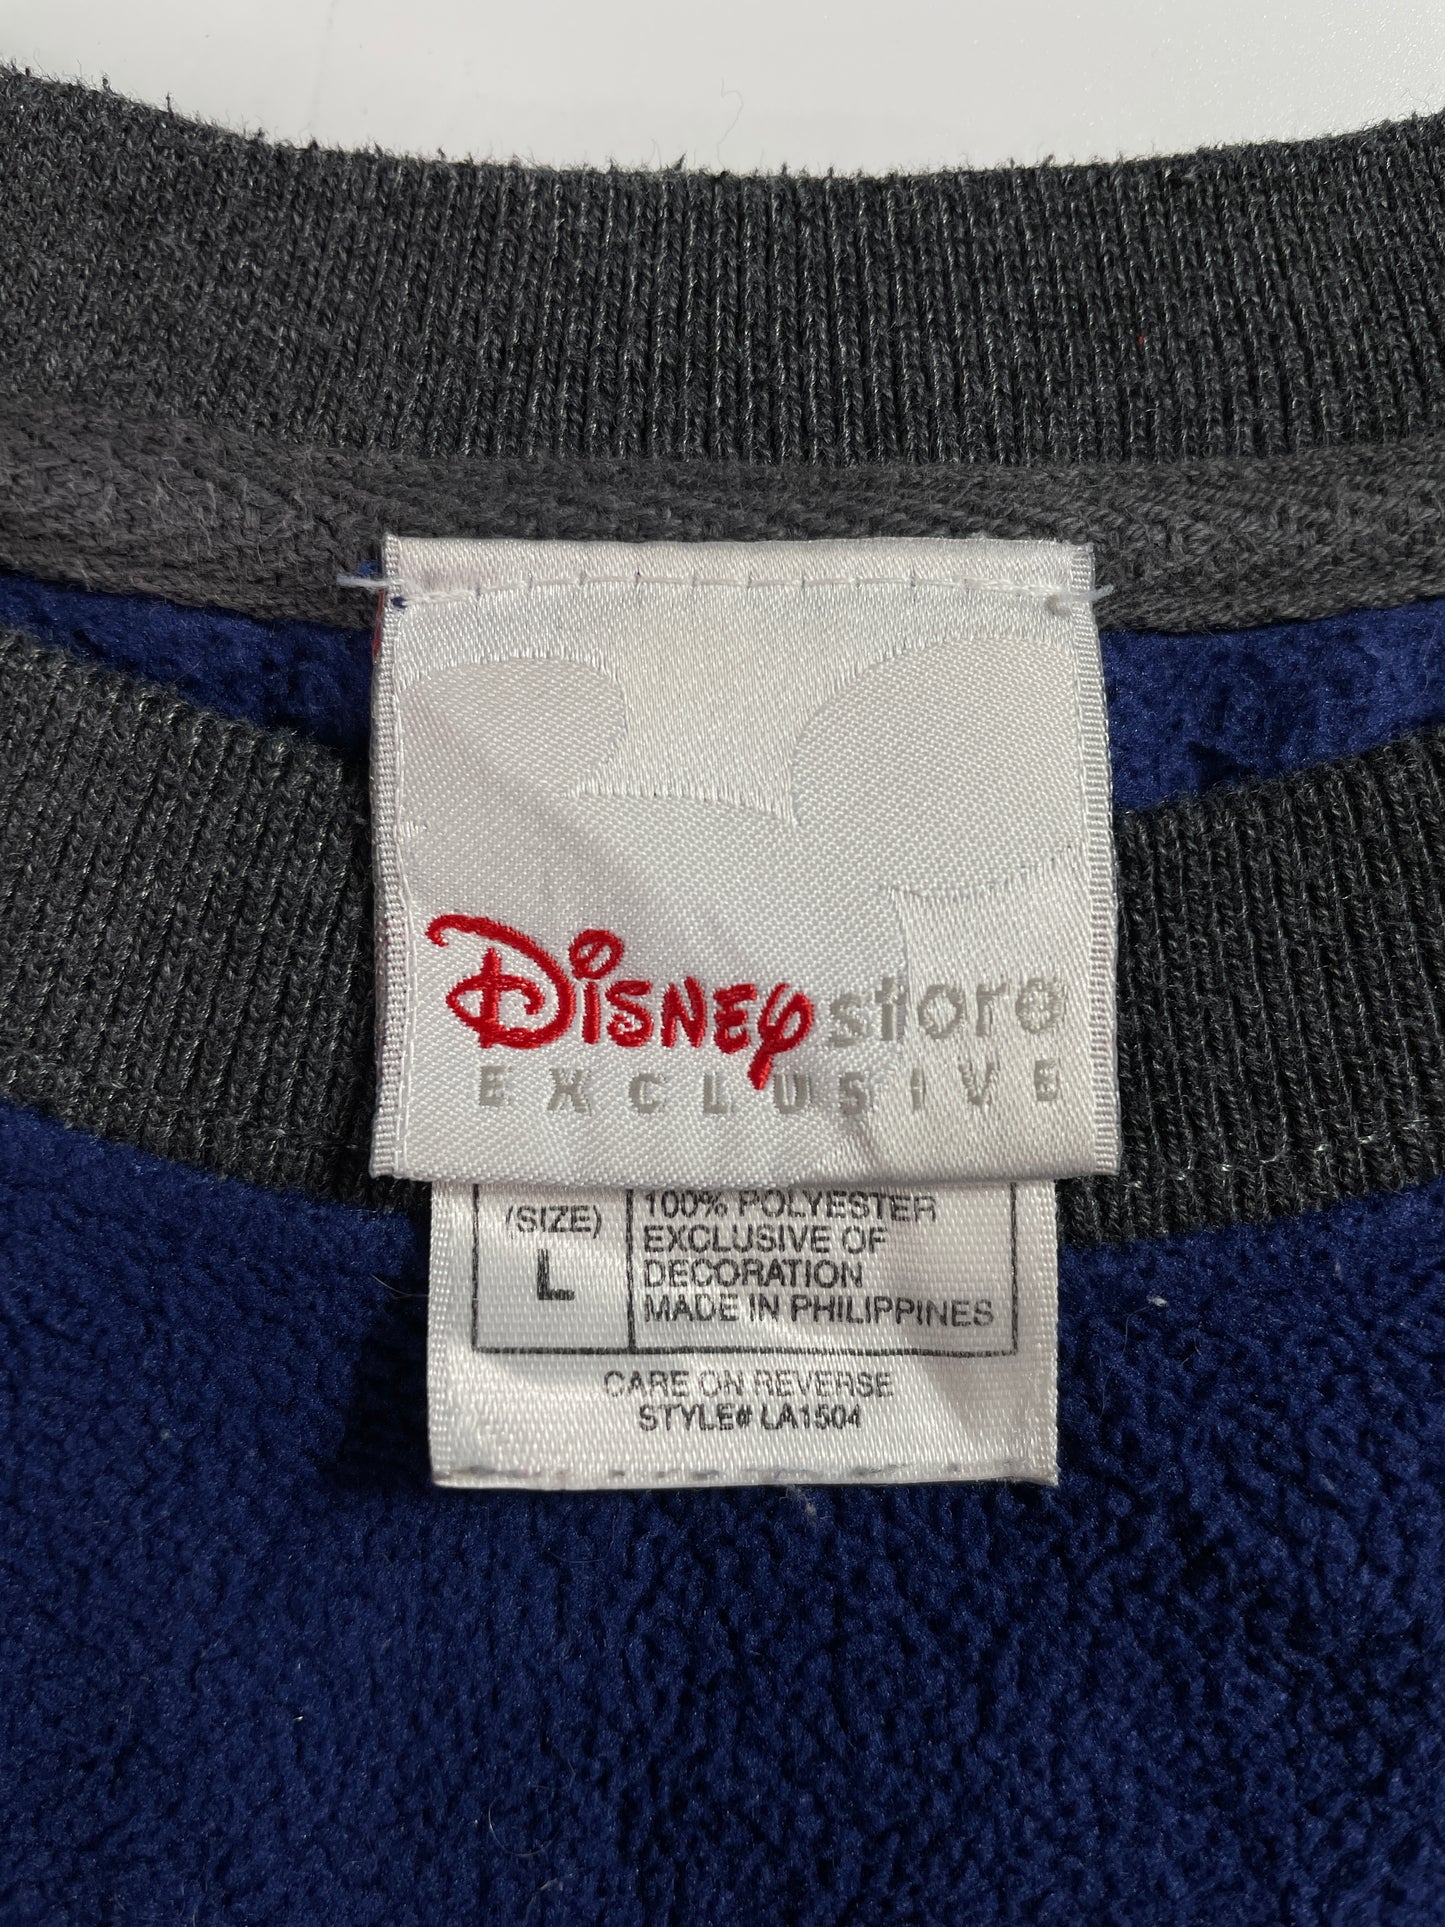 Disney store
EXCLUSIVE
(SIZE)
L
100% POLYESTER
EXCLUSIVE OF
DECORATION
MADE IN PHILIPPINES
CARE ON REVERSE
STYLE# LA1504